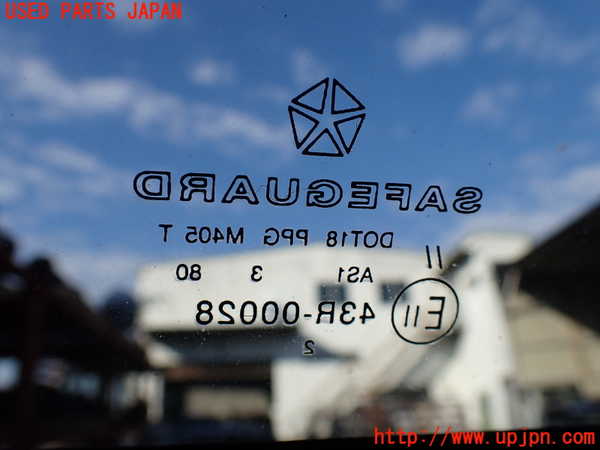 USED PARTS JAPAN
SAFEGUARD
DOT18 PPG M405 T
II
AS1 3 80
E11 43R-00028
2
http://www.upjpn.com/